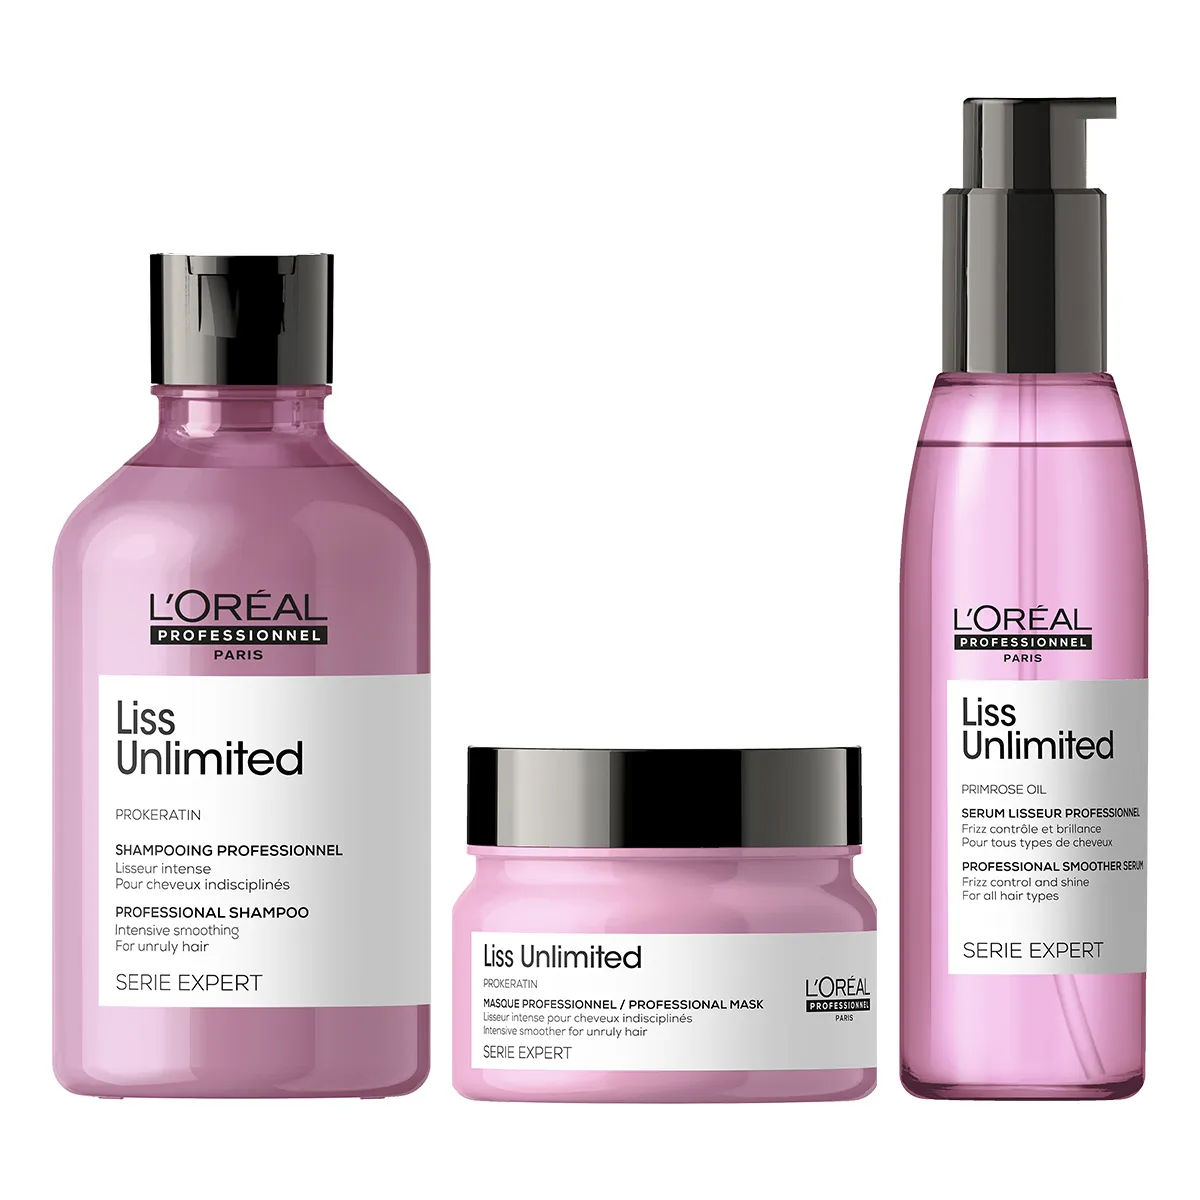 L'ORÉAL
PROFESSIONNEL
PARIS
Liss
Unlimited
PROKERATIN
SHAMPOOING PROFESSIONNEL
Lisseur intense
Pour cheveux indisciplinés
PROFESSIONAL SHAMPOO
Intensive smoothing
For unruly hair
SERIE EXPERT
Liss Unlimited
PROKERATIN
MASQUE PROFESSIONNEL / PROFESSIONAL MASK
Lisseur intense pour cheveux indisciplinés
Intensive smoother for unruly hair
SERIE EXPERT
L'ORÉAL
PROFESSIONNEL
PARIS
L'ORÉAL
PROFESSIONNEL
PARIS
Liss
Unlimited
PRIMROSE OIL
SERUM LISSEUR PROFESSIONNEL
Frizz contrôle et brillance
Pour tous types de cheveux
PROFESSIONAL SMOOTHER SERUM
Frizz control and shine
For all hair types
SERIE EXPERT